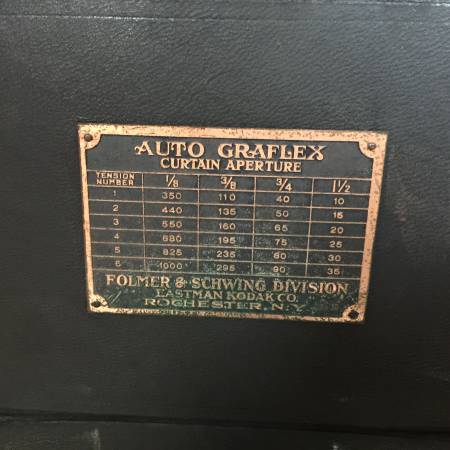 AUTO GRAFLEX
CURTAIN APERTURE
TENSION NUMBER 1/8 3/8 3/4 1 1/2
1 350 110 40 10
2 440 135 50 15
3 550 160 65 20
4 680 195 75 25
5 825 235 80 30
6 1000 295 90 35
FOLMER & SCHWING DIVISION
EASTMAN KODAK CO.
ROCHESTER, N.Y.